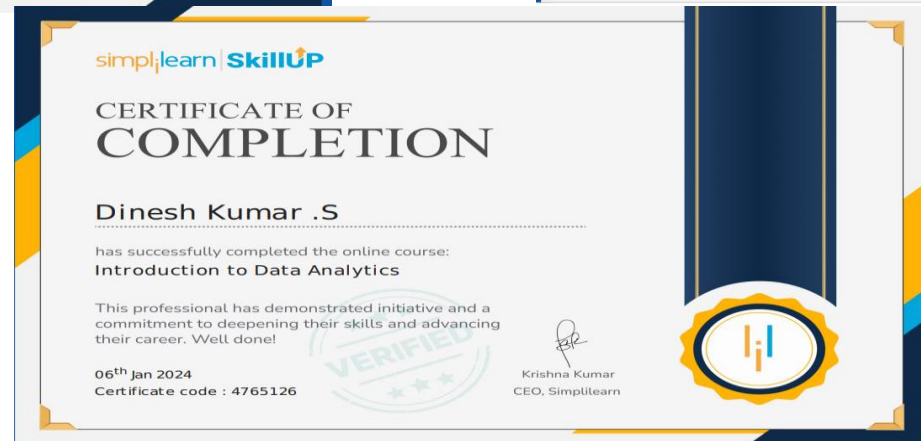 simplilearn | SkillUP
CERTIFICATE OF
COMPLETION
Dinesh Kumar .S
has successfully completed the online course:
Introduction to Data Analytics
This professional has demonstrated initiative and a
commitment to deepening their skills and advancing
their career. Well done!
VERIFIED
06th Jan 2024
Certificate code : 4765126
Krishna Kumar
CEO, Simplilearn